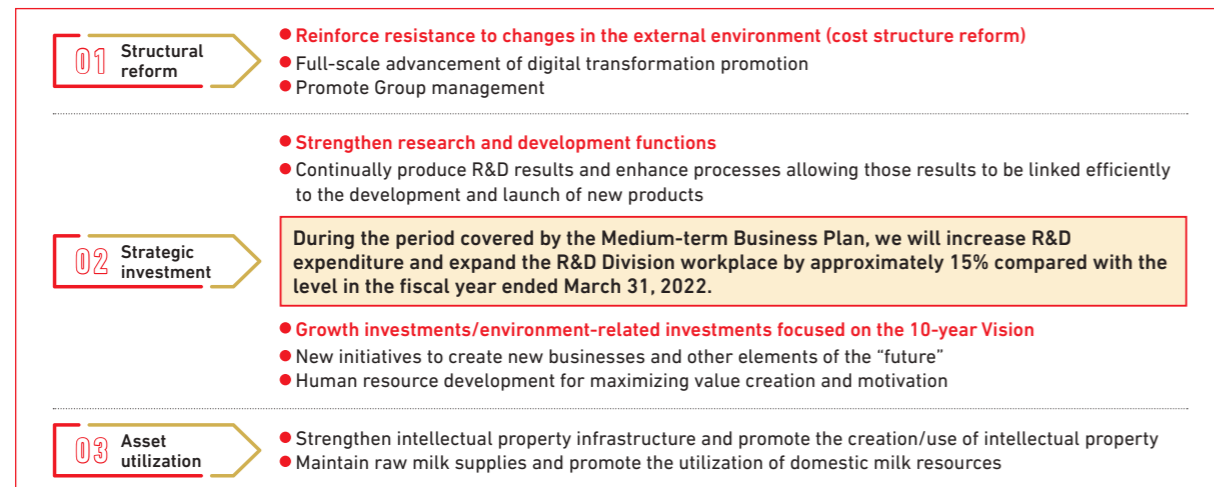 01 Structural
reform
● Reinforce resistance to changes in the external environment (cost structure reform)
● Full-scale advancement of digital transformation promotion
● Promote Group management
02 Strategic
investment
● Strengthen research and development functions
● Continually produce R&D results and enhance processes allowing those results to be linked efficiently
to the development and launch of new products
During the period covered by the Medium-term Business Plan, we will increase R&D
expenditure and expand the R&D Division workplace by approximately 15% compared with the
level in the fiscal year ended March 31, 2022.
● Growth investments/environment-related investments focused on the 10-year Vision
● New initiatives to create new businesses and other elements of the “future”
● Human resource development for maximizing value creation and motivation
03 Asset
utilization
● Strengthen intellectual property infrastructure and promote the creation/use of intellectual property
● Maintain raw milk supplies and promote the utilization of domestic milk resources